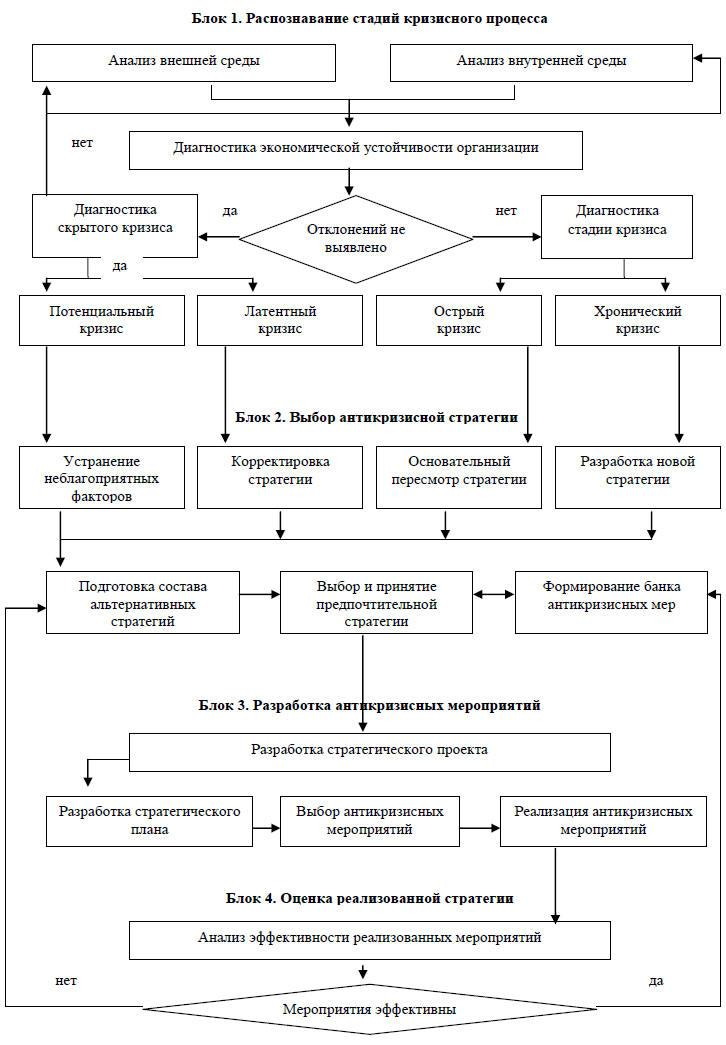 Блок 1. Распознавание стадий кризисного процесса
Анализ внешней среды
Анализ внутренней среды
нет
Диагностика экономической устойчивости организации
Диагностика
скрытого кризиса
да
Отклонений не
выявлено
нет
Диагностика
стадии кризиса
да
Потенциальный
кризис
Латентный
кризис
Острый
кризис
Хронический
кризис
Блок 2. Выбор антикризисной стратегии
Устранение
неблагоприятных
факторов
Корректировка
стратегии
Основательный
пересмотр стратегии
Разработка новой
стратегии
Подготовка состава
альтернативных
стратегий
Выбор и принятие
предпочтительной
стратегии
Формирование банка
антикризисных мер
Блок 3. Разработка антикризисных мероприятий
Разработка стратегического проекта
Разработка стратегического
плана
Выбор антикризисных
мероприятий
Реализация антикризисных
мероприятий
Блок 4. Оценка реализованной стратегии
Анализ эффективности реализованных мероприятий
нет
да
Мероприятия эффективны